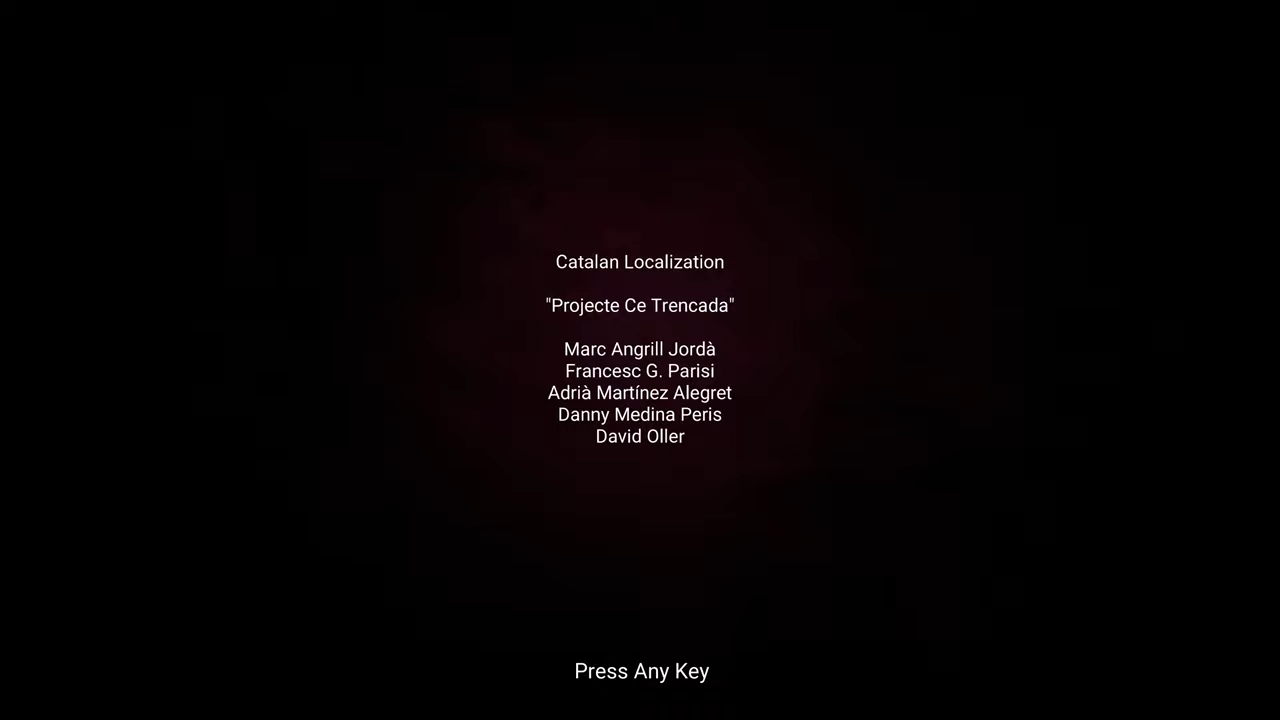 Catalan Localization
"Projecte Ce Trencada"
Marc Angrill Jordà
Francesc G. Parisi
Adrià Martínez Alegret
Danny Medina Peris
David Oller
Press Any Key